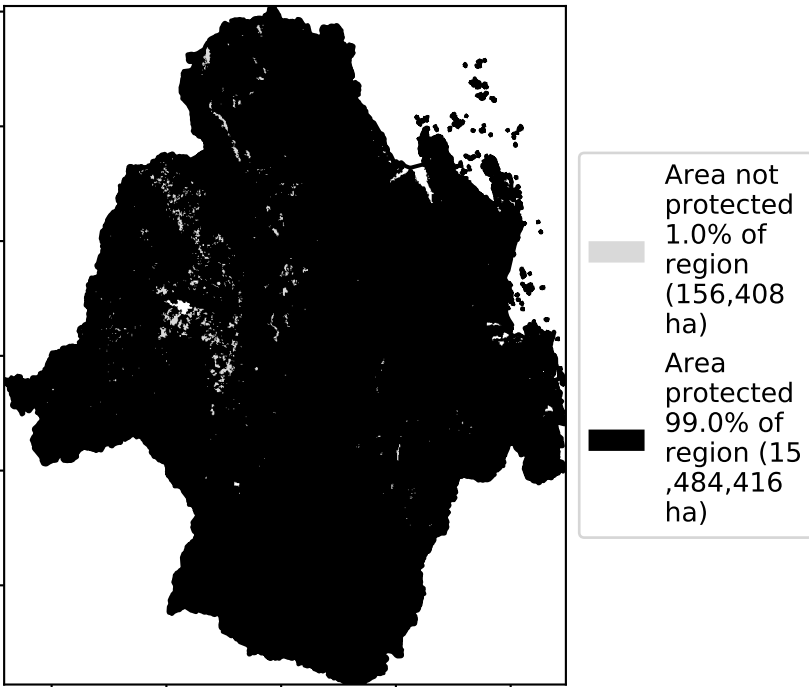 Area not
protected
1.0% of
region
(156,408
ha)
Area
protected
99.0% of
region (15
,484,416
ha)